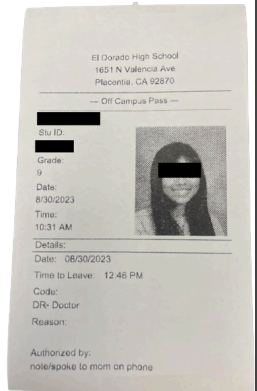 El Dorado High School
1651 N Valencia Ave
Placentia, CA 92870
— Off Campus Pass —
Stu ID:
Grade:
9
Date:
8/30/2023
Time:
10:31 AM
Details:
Date: 08/30/2023
Time to Leave: 12:46 PM
Code:
DR- Doctor
Reason:
Authorized by:
note/spoke to mom on phone